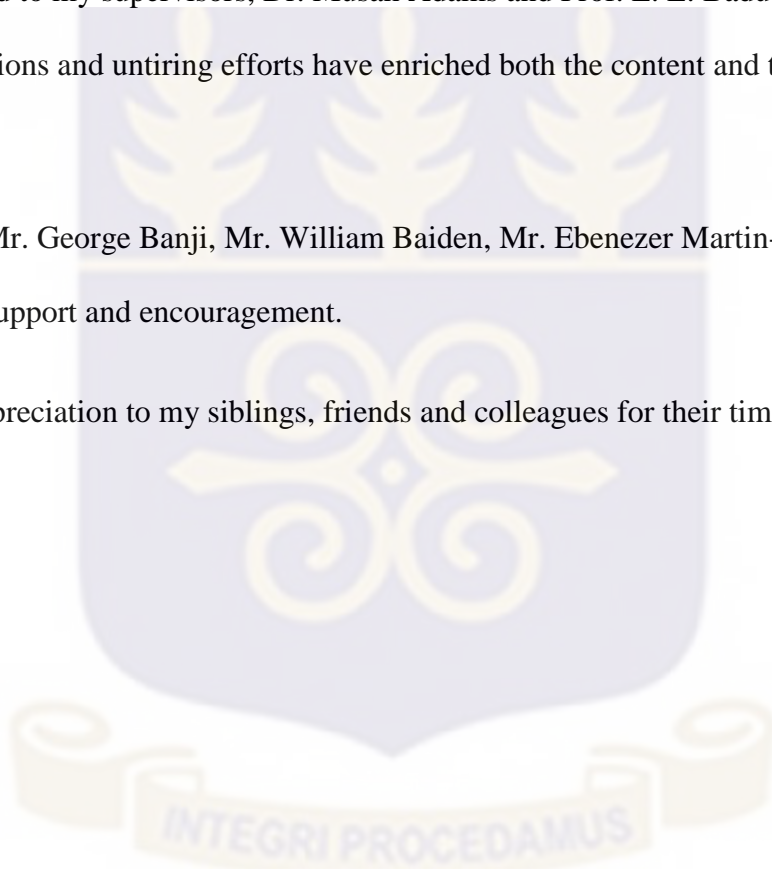 d to my supervisors, Dr. Musah Adams and Prof. E. E. Badu
ions and untiring efforts have enriched both the content and t
Mr. George Banji, Mr. William Baiden, Mr. Ebenezer Martin-
upport and encouragement.
preciation to my siblings, friends and colleagues for their tim
INTEGRI PROCEDAMUS